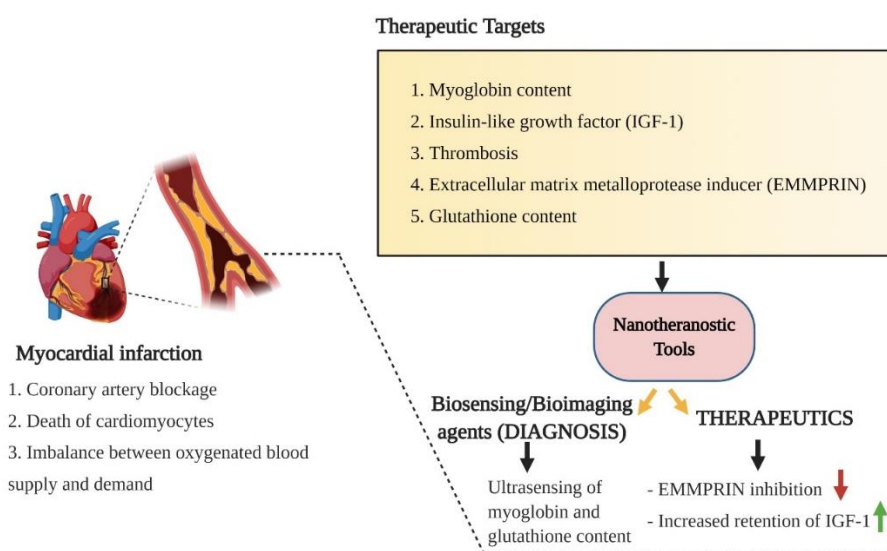 Therapeutic Targets
1. Myoglobin content
2. Insulin-like growth factor (IGF-1)
3. Thrombosis
4. Extracellular matrix metalloprotease inducer (EMMPRIN)
5. Glutathione content
Myocardial infarction
1. Coronary artery blockage
2. Death of cardiomyocytes
3. Imbalance between oxygenated blood
supply and demand
Nanotheranostic
Tools
Biosensing/Bioimaging
agents (DIAGNOSIS)
Ultrasensing of
myoglobin and
glutathione content
THERAPEUTICS
- EMMPRIN inhibition
- Increased retention of IGF-1